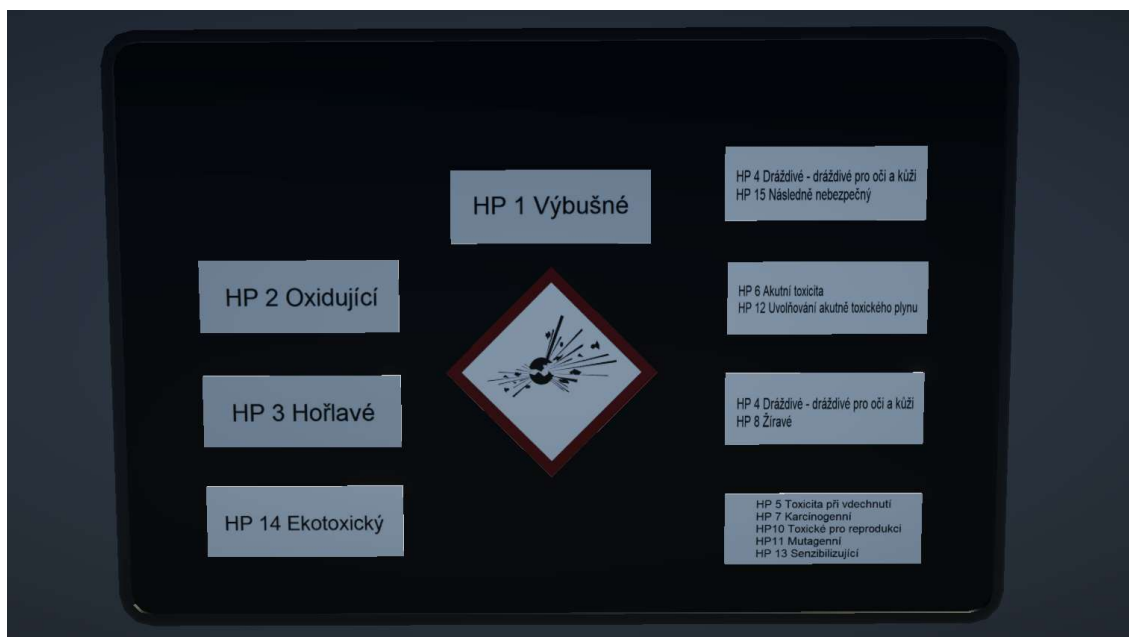 HP 1 Výbušné
HP 2 Oxidující
HP 3 Hořlavé
HP 14 Ekotoxický
HP 4 Dráždivé - dráždivé pro oči a kůži
HP 15 Následně nebezpečný
HP 6 Akutní toxicita
HP 12 Uvolňování akutně toxického plynu
HP 4 Dráždivé - dráždivé pro oči a kůži
HP 8 Žíravé
HP 5 Toxicita při vdechnutí
HP 7 Karcinogenní
HP10 Toxické pro reprodukci
HP11 Mutagenní
HP 13 Senzibilizující